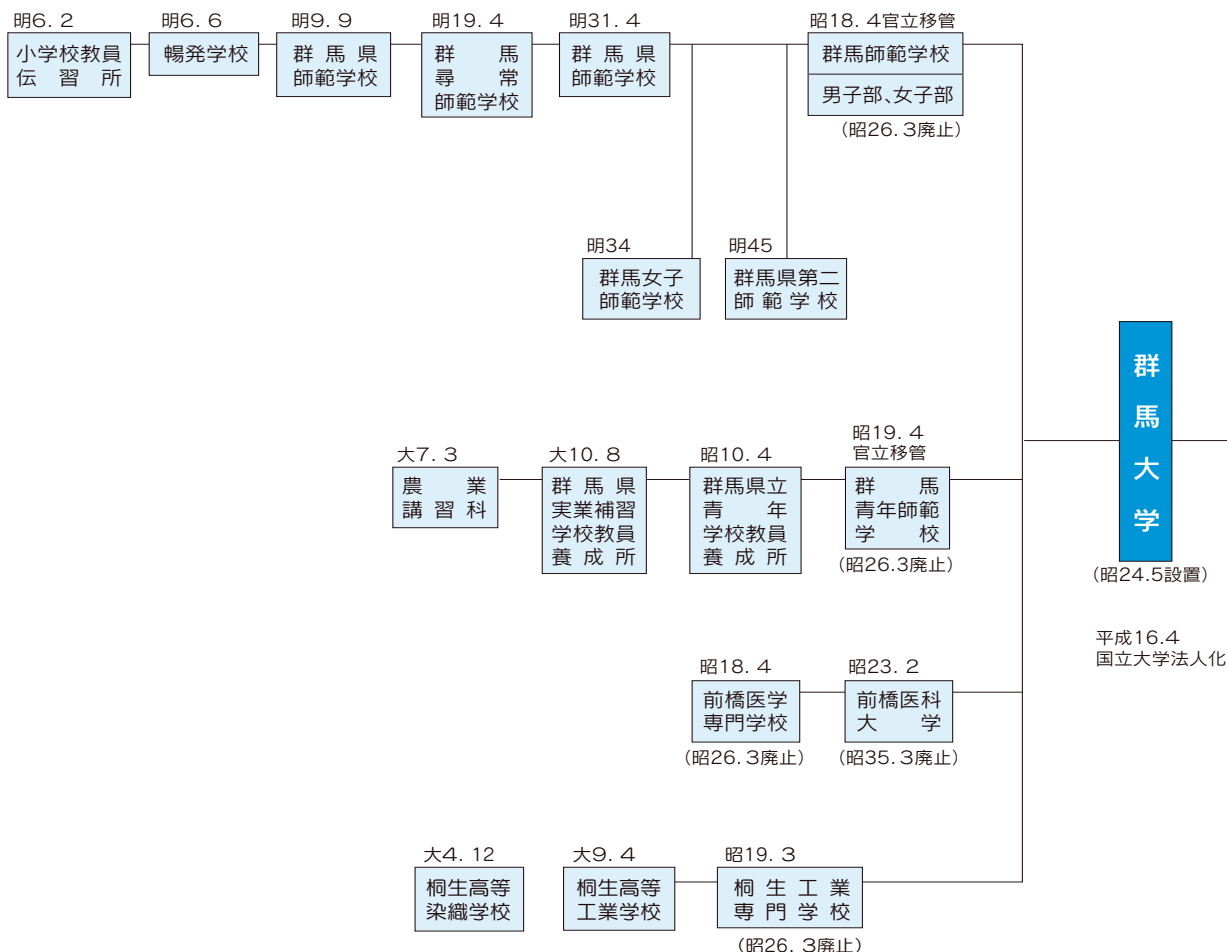 明6. 2
小学校教員
伝習所
明6. 6
暢発学校
明9. 9
群馬県
師範学校
明19. 4
群馬
尋常
師範学校
明31. 4
群馬県
師範学校
昭18. 4官立移管
群馬師範学校
男子部、女子部
(昭26. 3廃止)
明34
群馬女子
師範学校
明45
群馬県第二
師範学校
大7. 3
農業
講習科
大10. 8
群馬県
実業補習
学校教員
養成所
昭10. 4
群馬県立
青年
学校教員
養成所
昭19. 4
官立移管
群馬
青年師範
学校
(昭26.3廃止)
昭18. 4
前橋医学
専門学校
(昭26. 3廃止)
昭23. 2
前橋医科
大学
(昭35. 3廃止)
大4. 12
桐生高等
染織学校
大9. 4
桐生高等
工業学校
昭19. 3
桐生工業
専門学校
(昭26. 3廃止)
群馬大学
(昭24.5設置)
平成16.4
国立大学法人化